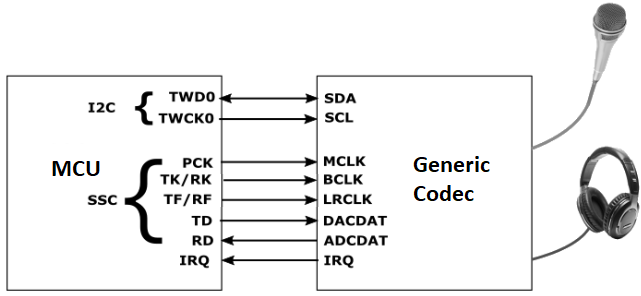 I2C
TWD0
TWCK0
MCU
SSC
PCK
TK/RK
TF/RF
TD
RD
IRQ
SDA
SCL
MCLK
BCLK
LRCLK
DACDAT
ADCDAT
IRQ
Generic
Codec